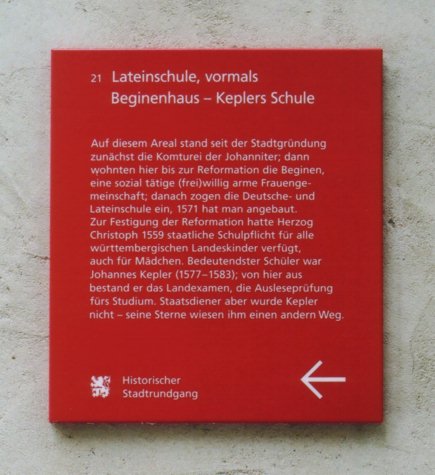 21 Lateinschule, vormals
Beginenhaus – Keplers Schule
Auf diesem Areal stand seit der Stadtgründung
zunächst die Komturei der Johanniter; dann
wohnten hier bis zur Reformation die Beginen,
eine sozial tätige (frei)willig arme Frauenge-
meinschaft; danach zogen die Deutsche- und
Lateinschule ein, 1571 hat man angebaut.
Zur Festigung der Reformation hatte Herzog
Christoph 1559 staatliche Schulpflicht für alle
württembergischen Landeskinder verfügt,
auch für Mädchen. Bedeutendster Schüler war
Johannes Kepler (1577–1583); von hier aus
bestand er das Landexamen, die Ausleseprüfung
fürs Studium. Staatsdiener aber wurde Kepler
nicht – seine Sterne wiesen ihm einen andern Weg.
Historischer
Stadtrundgang